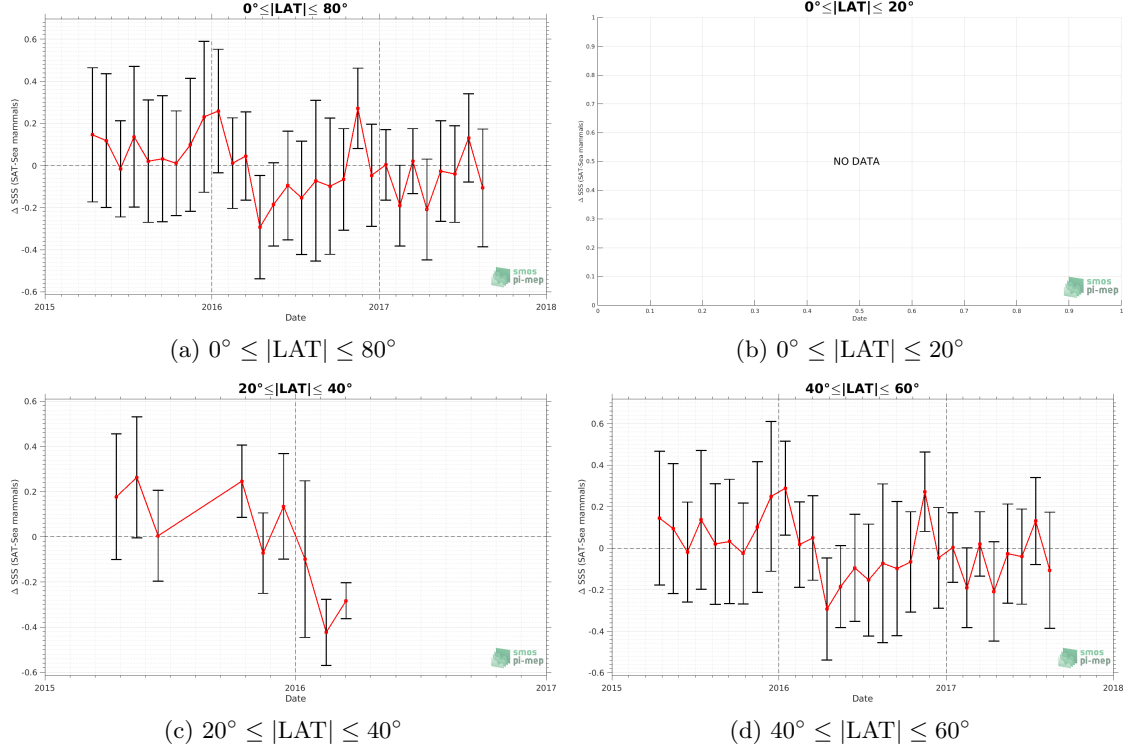 0°≤|LAT|≤ 80°
0.6
0.4
0.2
0
-0.2
-0.4
-0.6
Δ SSS (SAT-Sea mammals)
2015
2016
2017
2018
Date
smos
pi-mep
(a) 0° ≤ |LAT| ≤ 80°
0°≤|LAT|≤ 20°
1
0.9
0.8
0.7
0.6
0.5
0.4
0.3
0.2
0.1
0
Δ SSS (SAT-Sea mammals)
NO DATA
0
0.1
0.2
0.3
0.4
0.5
0.6
0.7
0.8
0.9
1
Date
smos
pi-mep
(b) 0° ≤ |LAT| ≤ 20°
20°≤|LAT|≤ 40°
0.6
0.4
0.2
0
-0.2
-0.4
-0.6
Δ SSS (SAT-Sea mammals)
2015
2016
2017
Date
smos
pi-mep
(c) 20° ≤ |LAT| ≤ 40°
40°≤|LAT|≤ 60°
0.6
0.4
0.2
0
-0.2
-0.4
-0.6
Δ SSS (SAT-Sea mammals)
2015
2016
2017
2018
Date
smos
pi-mep
(d) 40° ≤ |LAT| ≤ 60°